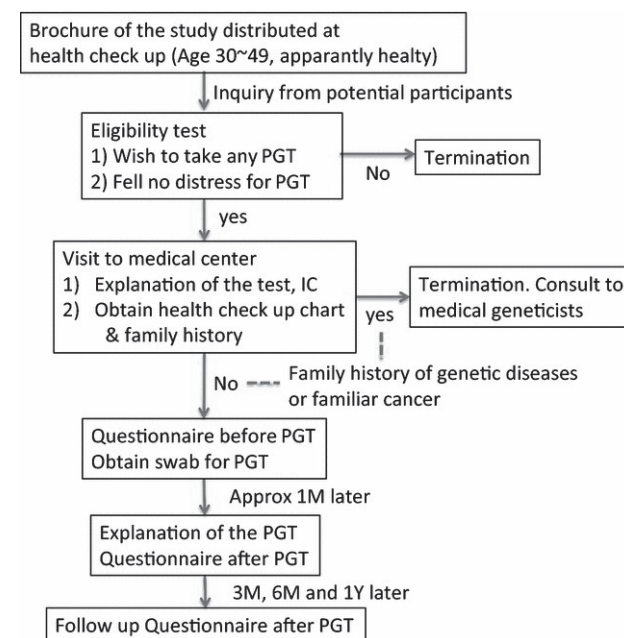 Brochure of the study distributed at
health check up (Age 30~49, apparantly healty)
Inquiry from potential participants
Eligibility test
1) Wish to take any PGT
2) Fell no distress for PGT
No
Termination
yes
Visit to medical center
1) Explanation of the test, IC
2) Obtain health check up chart
& family history
yes
Termination. Consult to
medical geneticists
No
Family history of genetic diseases
or familiar cancer
Questionnaire before PGT
Obtain swab for PGT
Approx 1M later
Explanation of the PGT
Questionnaire after PGT
3M, 6M and 1Y later
Follow up Questionnaire after PGT